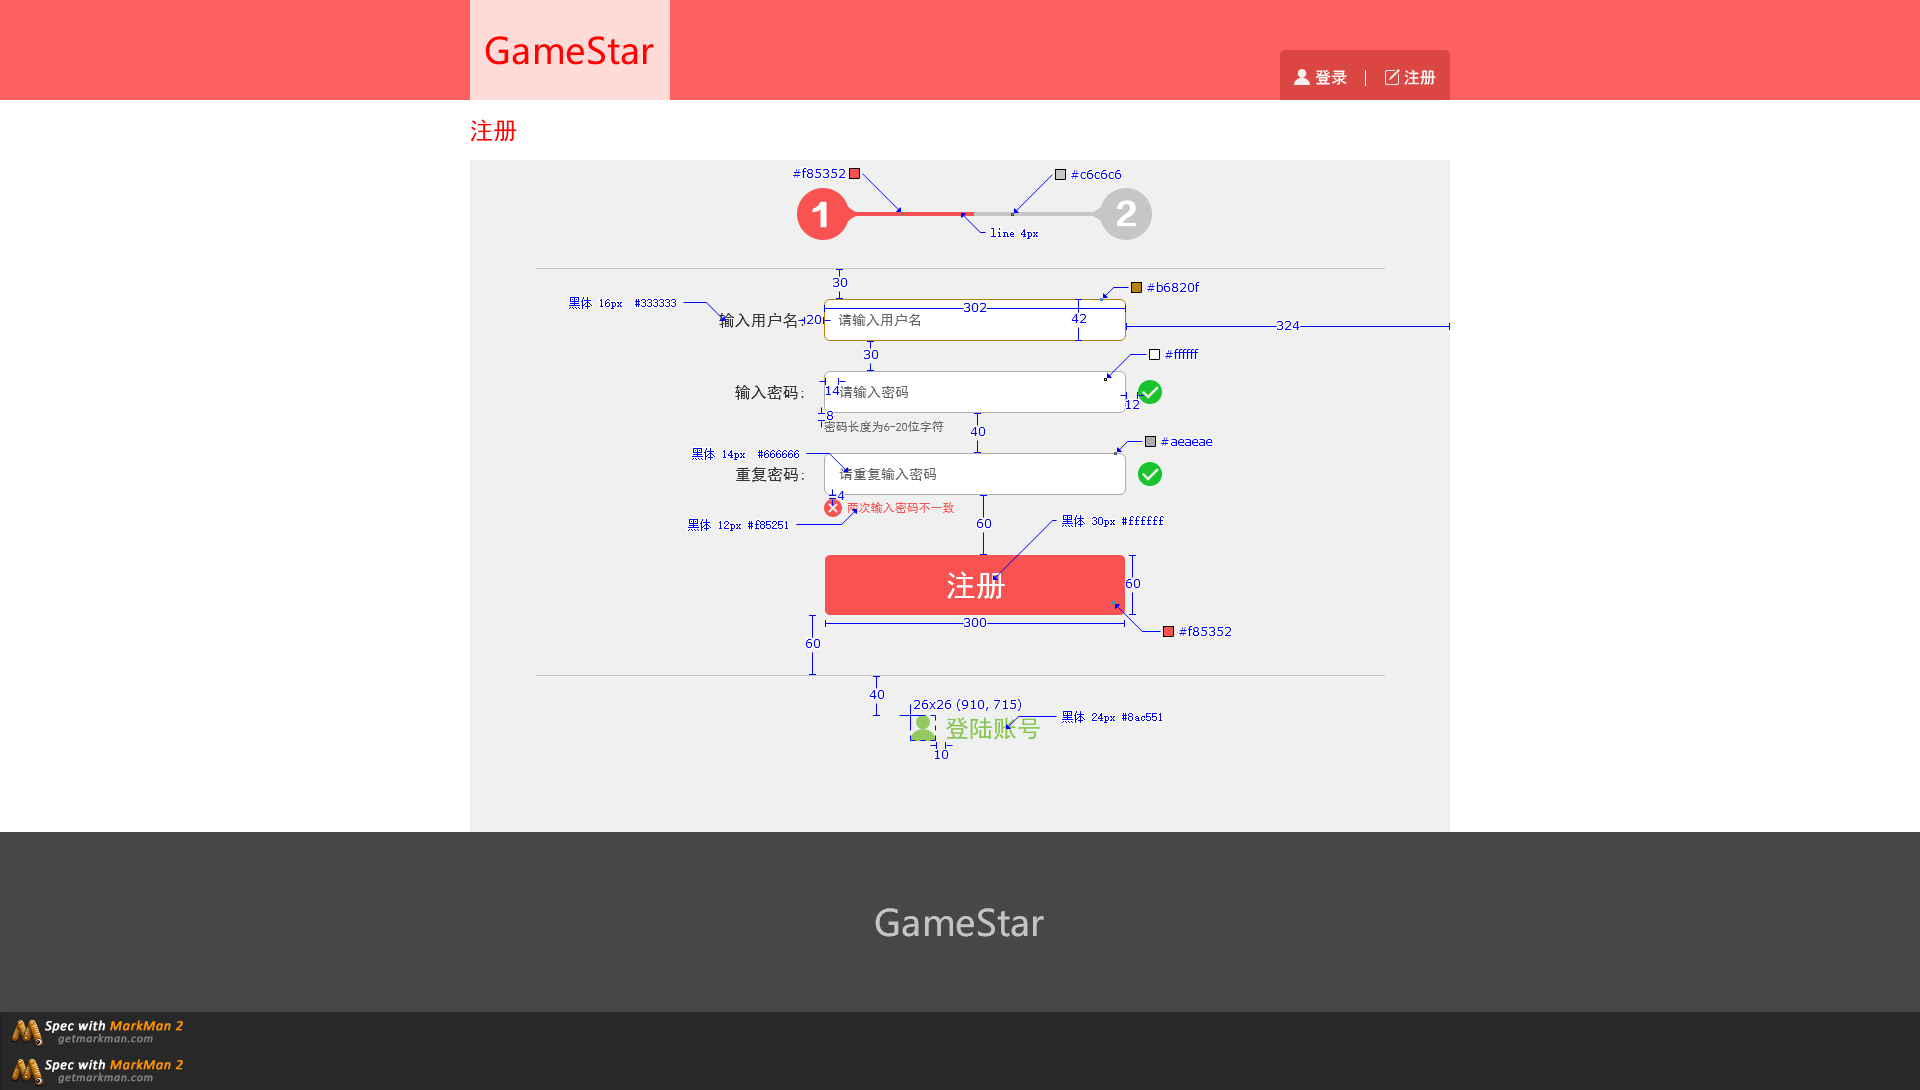 GameStar
登录 | 注册
注册
#f85352
#c6c6c6
1
2
line 4px
30
#b6820f
黑体 16px #333333
302
输入用户名:
20
请输入用户名
42
324
30
#ffffff
输入密码:
14
请输入密码
12
8
密码长度为6-20位字符
40
#aeaeae
黑体 14px #666666
重复密码:
请重复输入密码
4
两次输入密码不一致
黑体 12px #f85251
60
黑体 30px #ffffff
注册
60
300
#f85352
60
40
26x26 (910, 715)
黑体 24px #8ac551
登陆账号
10
GameStar
Spec with MarkMan 2
getmarkman.com
Spec with MarkMan 2
getmarkman.com